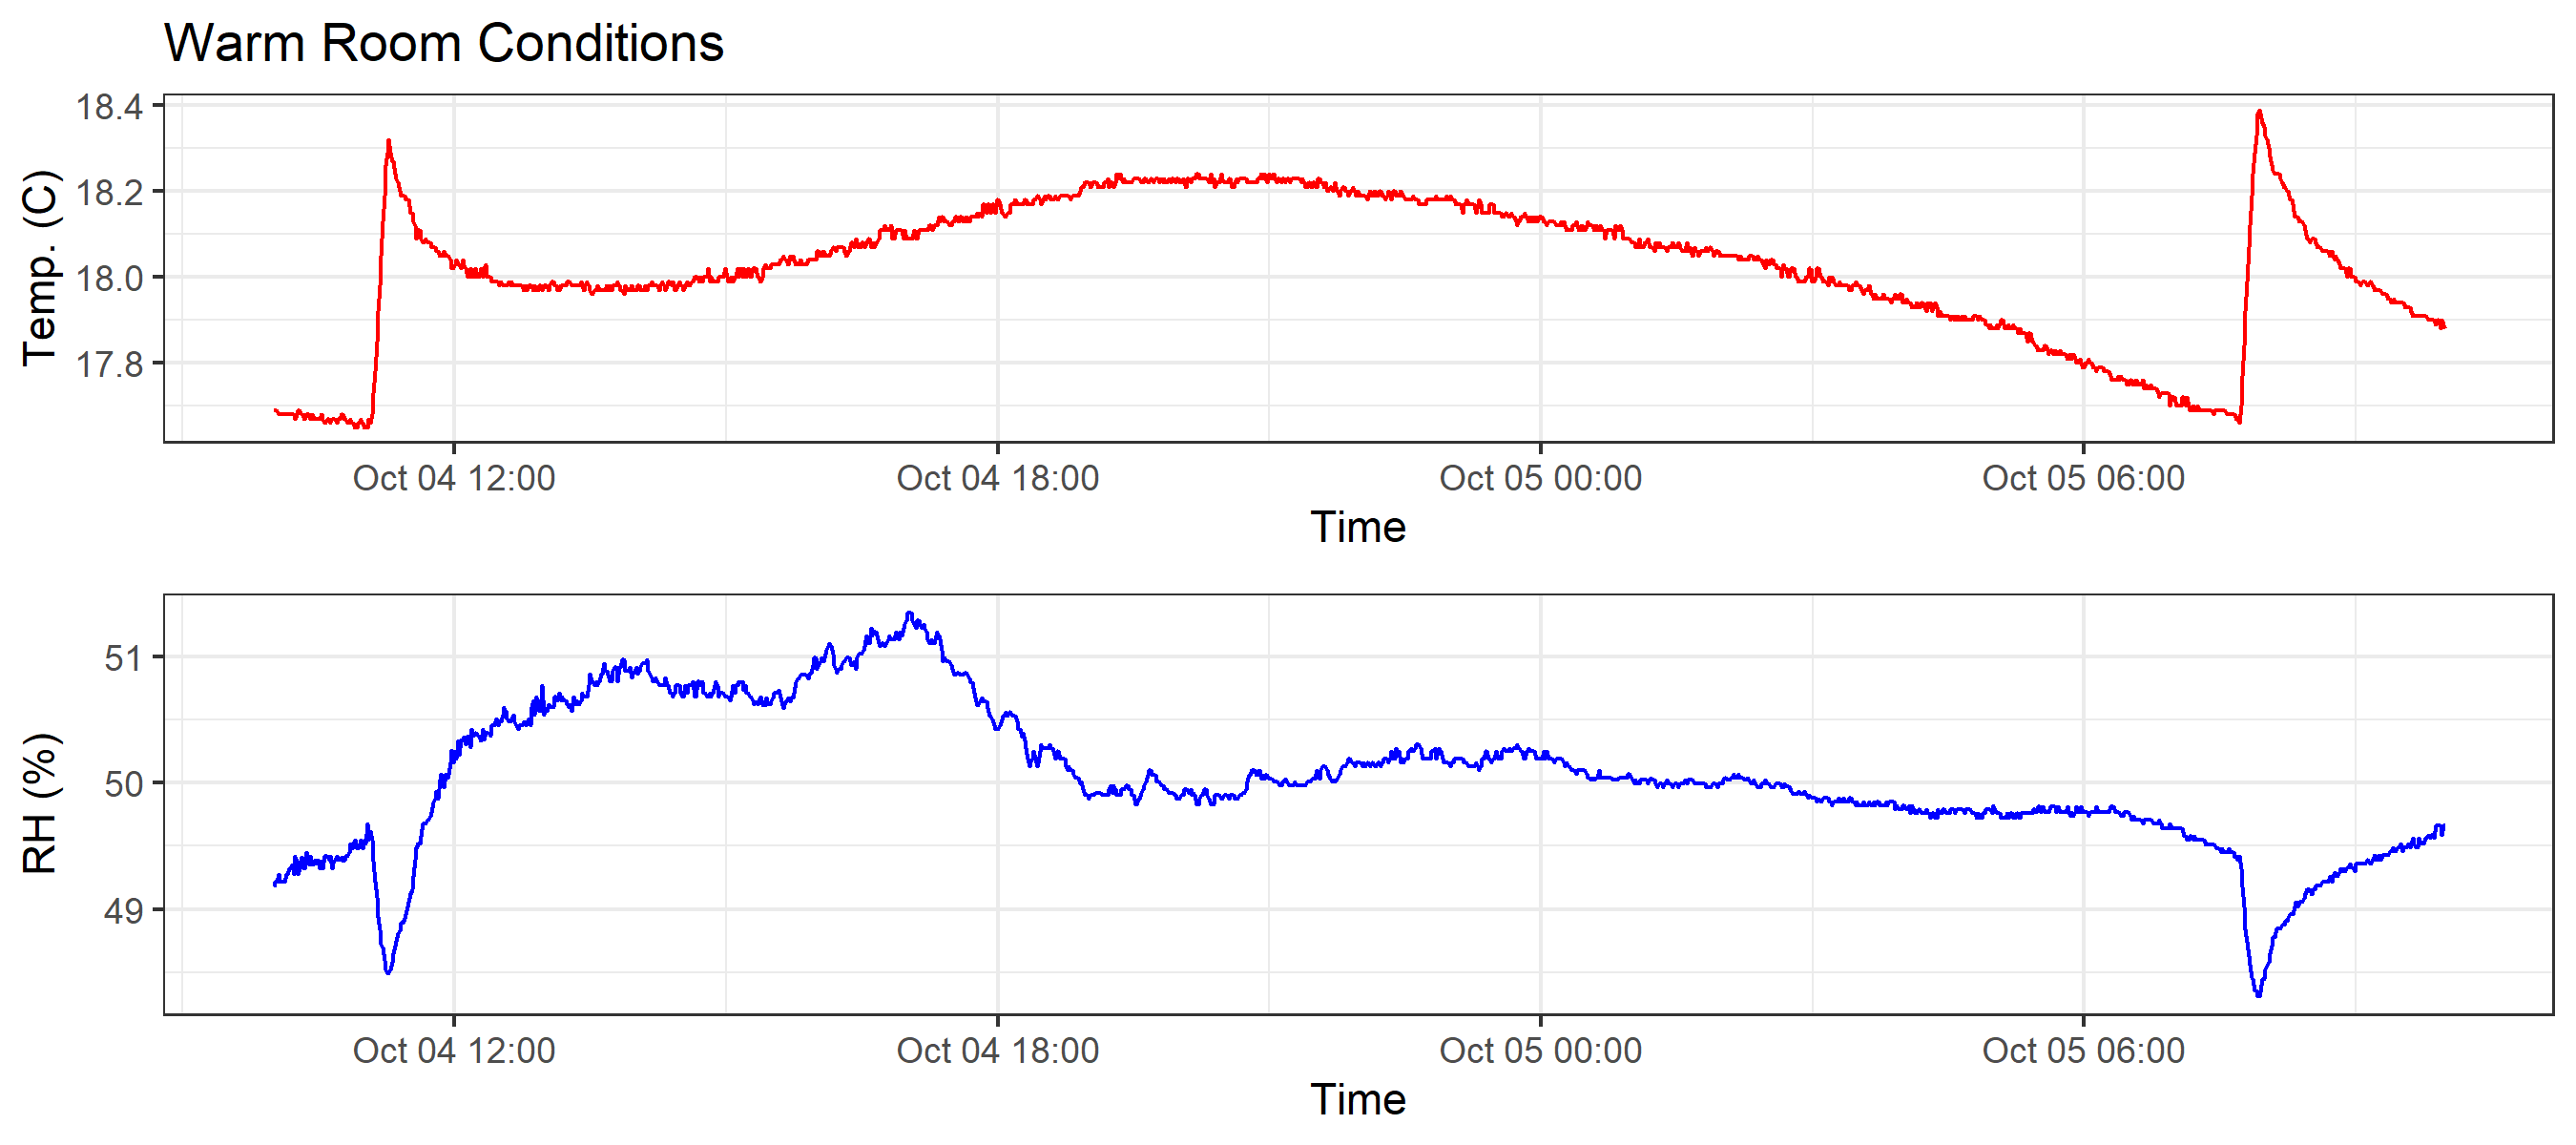 Warm Room Conditions
Temp. (C)
18.4
18.2
18.0
17.8
Oct 04 12:00 Oct 04 18:00 Oct 05 00:00 Oct 05 06:00
Time
RH (%)
51
50
49
Oct 04 12:00 Oct 04 18:00 Oct 05 00:00 Oct 05 06:00
Time